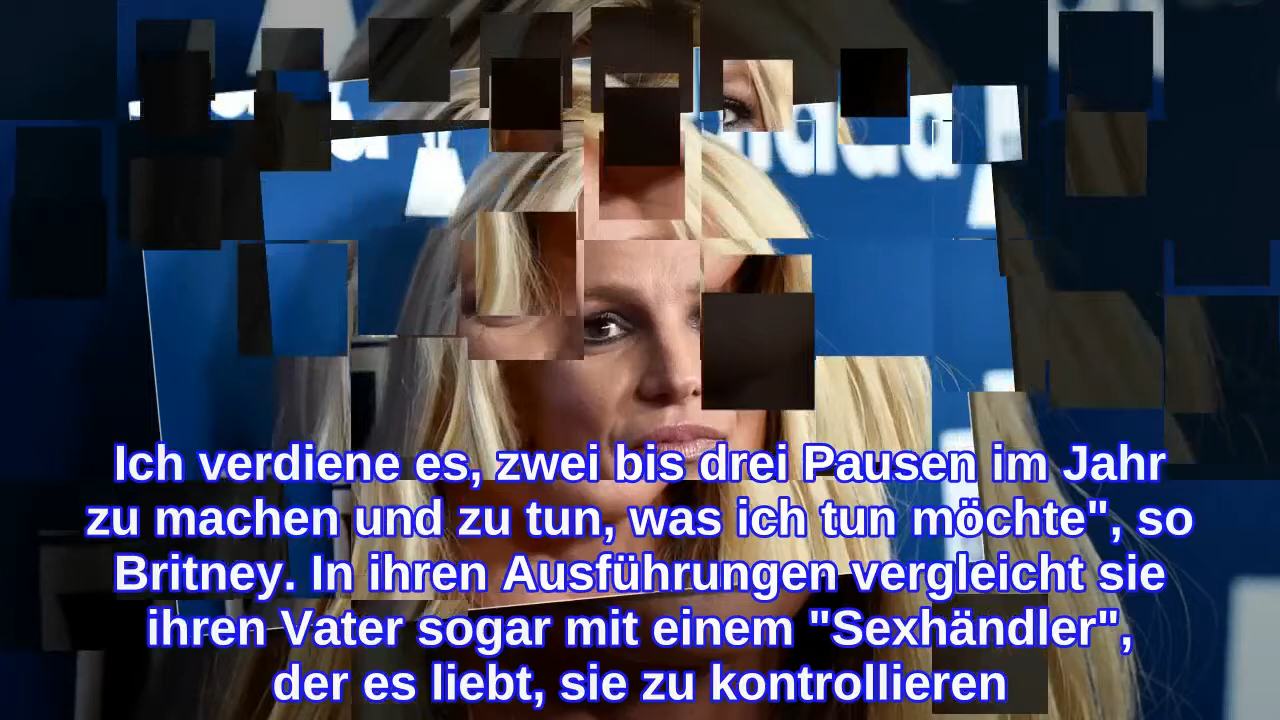 Ich verdiene es, zwei bis drei Pausen im Jahr
zu machen und zu tun, was ich tun möchte", so
Britney. In ihren Ausführungen vergleicht sie
ihren Vater sogar mit einem "Sexhändler",
der es liebt, sie zu kontrollieren